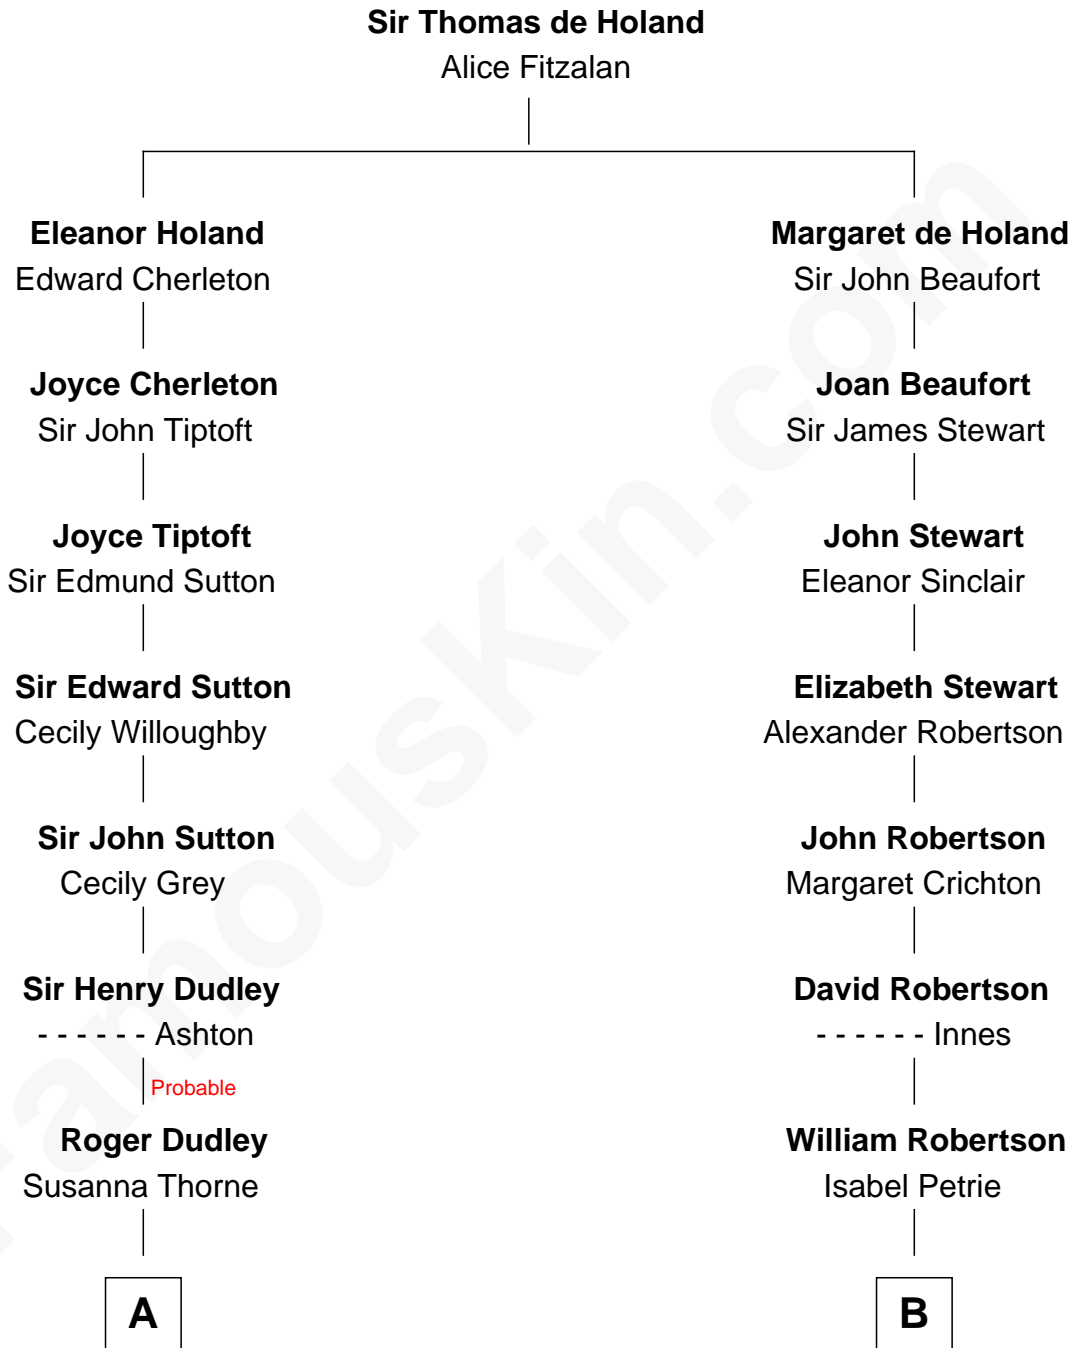 Sir Thomas de Holand
Alice Fitzalan
Eleanor Holand
Edward Cherleton
Margaret de Holand
Sir John Beaufort
Joyce Cherleton
Sir John Tiptoft
Joan Beaufort
Sir James Stewart
Joyce Tiptoft
Sir Edmund Sutton
John Stewart
Eleanor Sinclair
Sir Edward Sutton
Cecily Willoughby
Elizabeth Stewart
Alexander Robertson
Sir John Sutton
Cecily Grey
John Robertson
Margaret Crichton
Sir Henry Dudley
- - - - - - Ashton
David Robertson
- - - - - - Innes
Probable
Roger Dudley
Susanna Thorne
William Robertson
Isabel Petrie
A
B
FamousKin.com